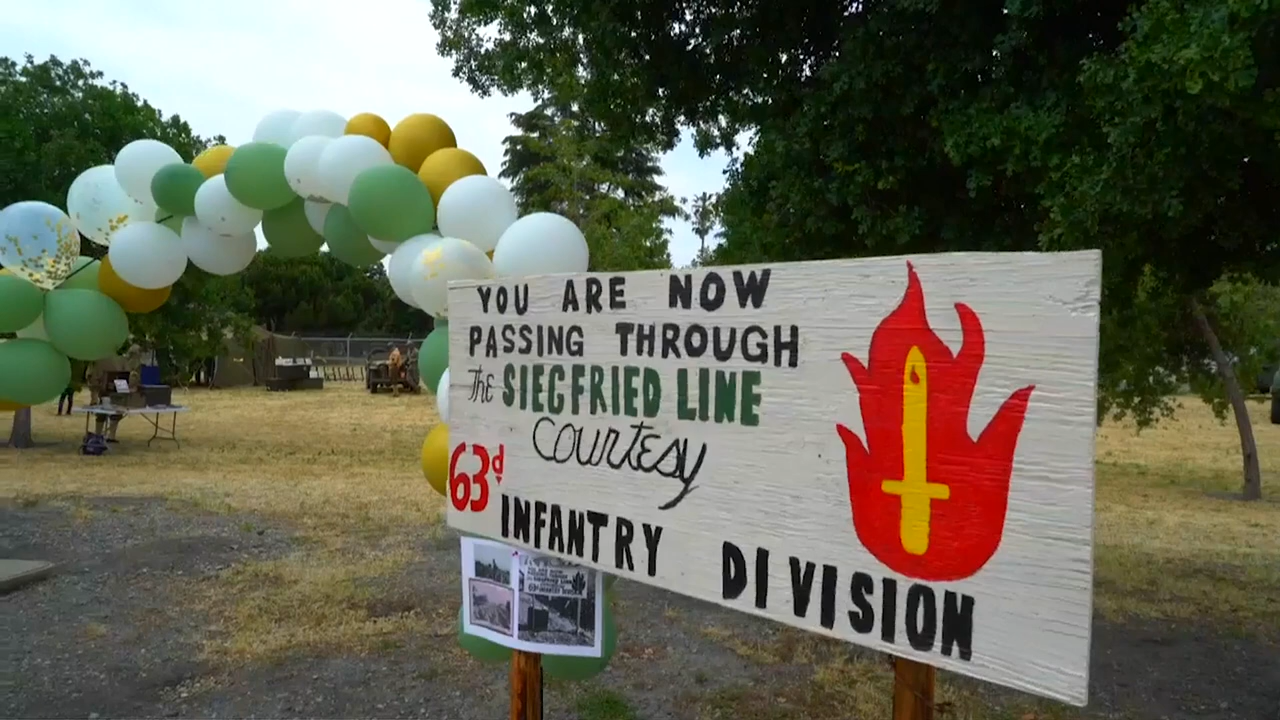 YOU ARE NOW
PASSING THROUGH
The SIEGFRIED LINE
courtesy
63d
INFANTRY DIVISION